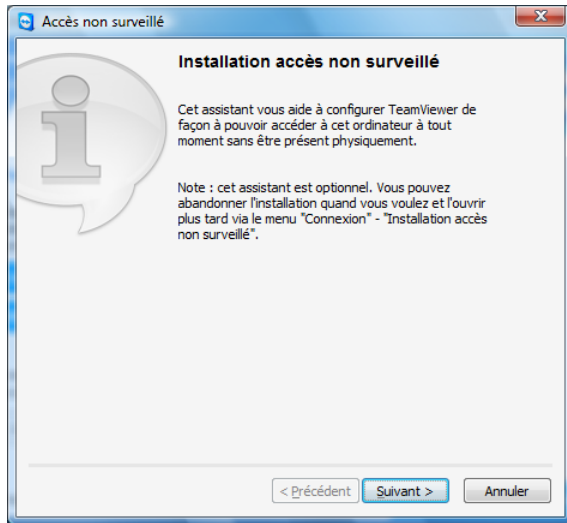 Accès non surveillé
Installation accès non surveillé
Cet assistant vous aide à configurer TeamViewer de
façon à pouvoir accéder à cet ordinateur à tout
moment sans être présent physiquement.
Note : cet assistant est optionnel. Vous pouvez
abandonner l'installation quand vous voulez et l'ouvrir
plus tard via le menu "Connexion" - "Installation accès
non surveillé".
< Précédent Suivant > Annuler